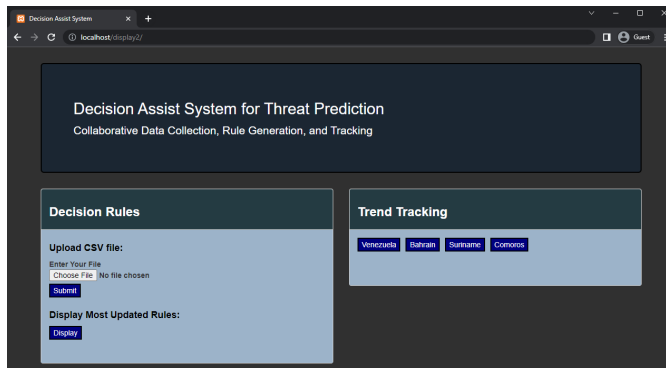 Decision Assist System
localhost/display2/
Guest
Decision Assist System for Threat Prediction
Collaborative Data Collection, Rule Generation, and Tracking
Decision Rules
Upload CSV file:
Enter Your File
Choose File No file chosen
Submit
Display Most Updated Rules:
Display
Trend Tracking
Venezuela Bahrain Suriname Comoros